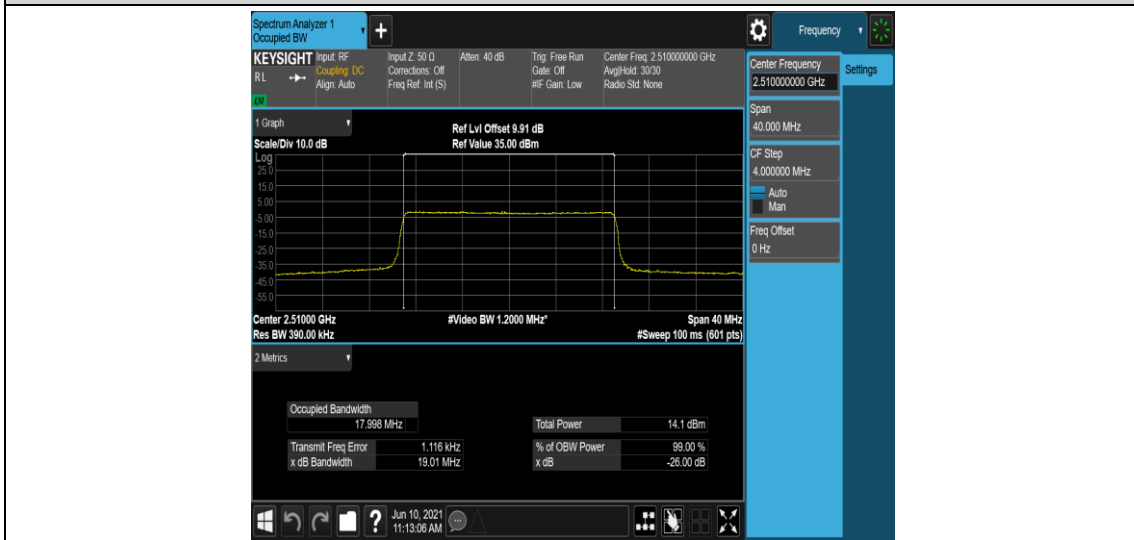 Spectrum Analyzer 1
Occupied BW
+
Frequency
KEYSIGHT
RL
Input: RF
Coupling: DC
Align: Auto
Input Z: 50 Ω
Corrections: Off
Freq Ref: Int (S)
Atten: 40 dB
Trig: Free Run
Gate: Off
#IF Gain: Low
Center Freq: 2.510000000 GHz
Avg|Hold: 30/30
Radio Std: None
Center Frequency
2.510000000 GHz
Settings
Span
40.000 MHz
CF Step
4.000000 MHz
Auto
Man
Freq Offset
0 Hz
1 Graph
Scale/Div 10.0 dB
Ref Lvl Offset 9.91 dB
Ref Value 35.00 dBm
Log
25.0
15.0
5.00
-5.00
-15.0
-25.0
-35.0
-45.0
-55.0
Center 2.51000 GHz
#Video BW 1.2000 MHz*
Span 40 MHz
Res BW 390.00 kHz
#Sweep 100 ms (601 pts)
2 Metrics
Occupied Bandwidth
17.998 MHz
Total Power 14.1 dBm
Transmit Freq Error 1.116 kHz
% of OBW Power 99.00 %
x dB Bandwidth 19.01 MHz
x dB -26.00 dB
?
Jun 10, 2021
11:13:06 AM